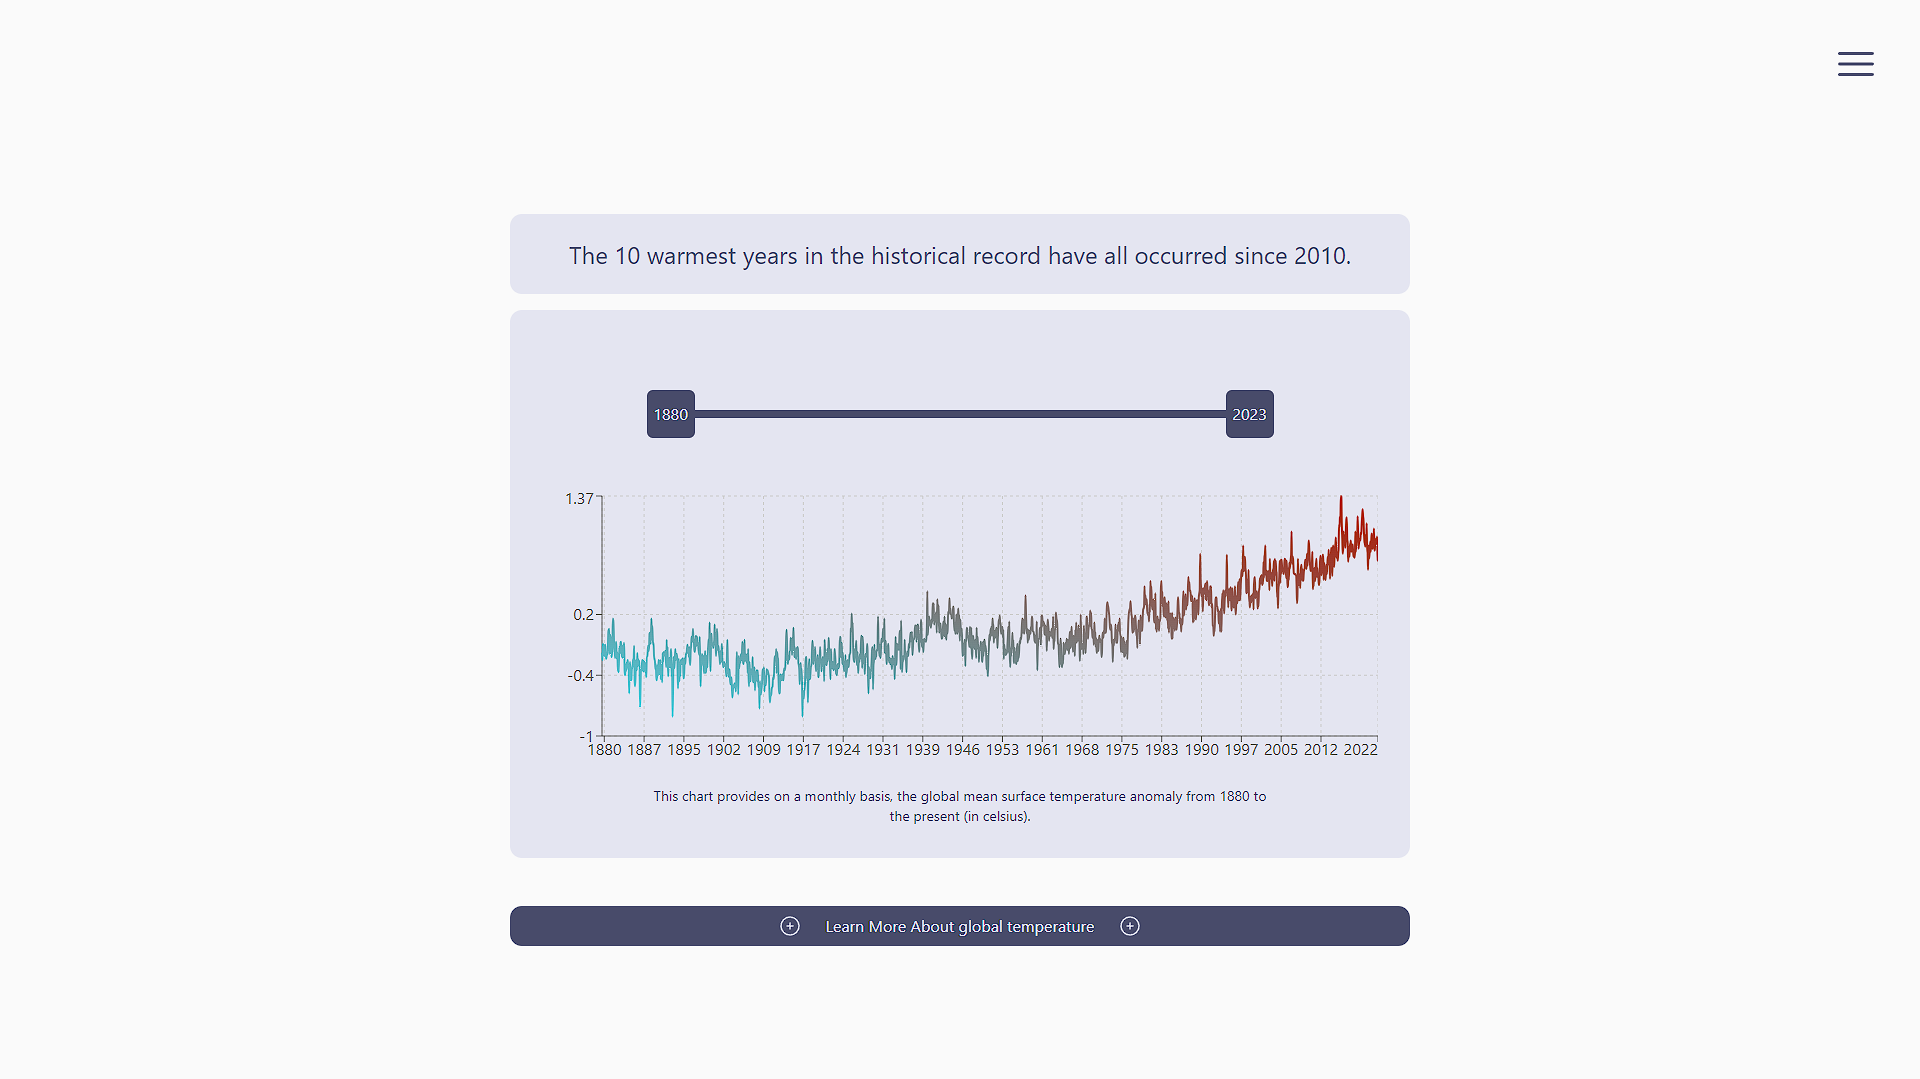 The 10 warmest years in the historical record have all occurred since 2010.
1880
2023
1.37
0.2
-0.4
-1
1880 1887 1895 1902 1909 1917 1924 1931 1939 1946 1953 1961 1968 1975 1983 1990 1997 2005 2012 2022
This chart provides on a monthly basis, the global mean surface temperature anomaly from 1880 to
the present (in celsius).
Learn More About global temperature